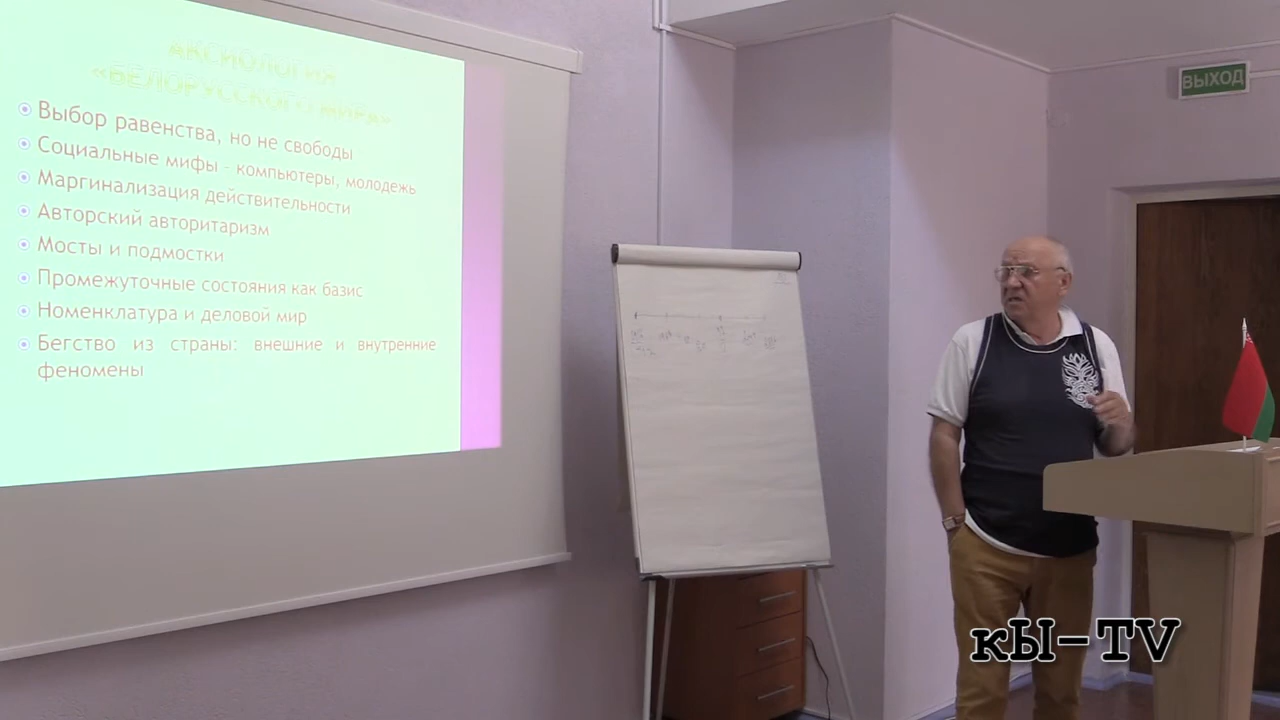 АКСИОЛОГИЯ
«БЕЛОРУССКОГО МИРА»
Выбор равенства, но не свободы
Социальные мифы – компьютеры, молодежь
Маргинализация действительности
Авторский авторитаризм
Мосты и подмостки
Промежуточные состояния как базис
Номенклатура и деловой мир
Бегство из страны: внешние и внутренние
феномены
ВЫХОД
кЫ–TV